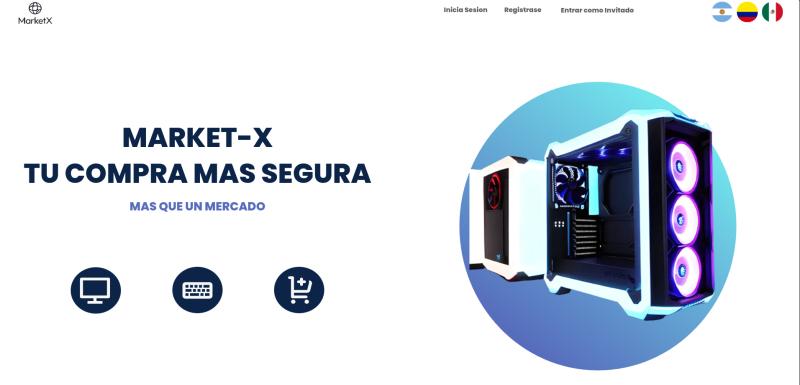 MarketX
Inicia Sesion
Registrase
Entrar como Invitado
MARKET-X
TU COMPRA MAS SEGURA
MAS QUE UN MERCADO